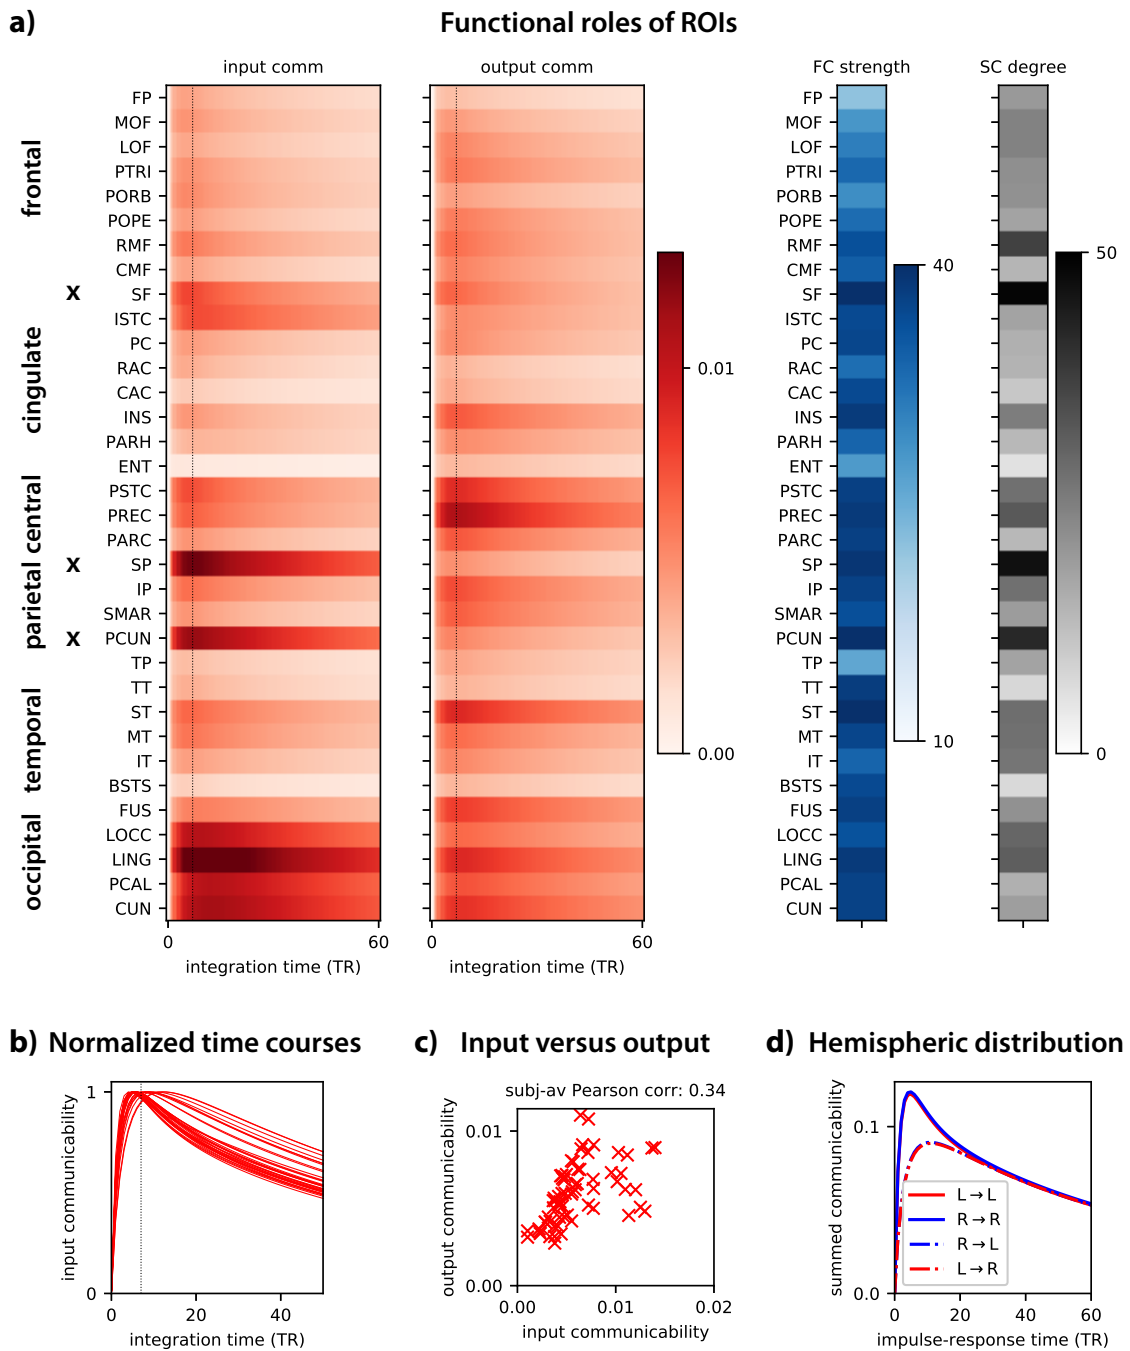 a)
Functional roles of ROIs
input comm
output comm
FC strength
SC degree
frontal
cingulate
central
parietal
temporal
occipital
FP
MOF
LOF
PTRI
PORB
POPE
RMF
CMF
X SF
ISTC
PC
RAC
CAC
INS
PARH
ENT
PSTC
PREC
PARC
X SP
IP
SMAR
X PCUN
TP
TT
ST
MT
IT
BSTS
FUS
LOCC
LING
PCAL
CUN
0 60
integration time (TR)
0 60
integration time (TR)
0.01
0.00
40
10
50
0
b) Normalized time courses
input communicability
1
0
0 20 40
integration time (TR)
c) Input versus output
subj-av Pearson corr: 0.34
output communicability
0.01
0.00
0.00 0.01 0.02
input communicability
d) Hemispheric distribution
summed communicability
0.1
0.0
L→L
R→R
R→L
L→R
0 20 40 60
impulse-response time (TR)